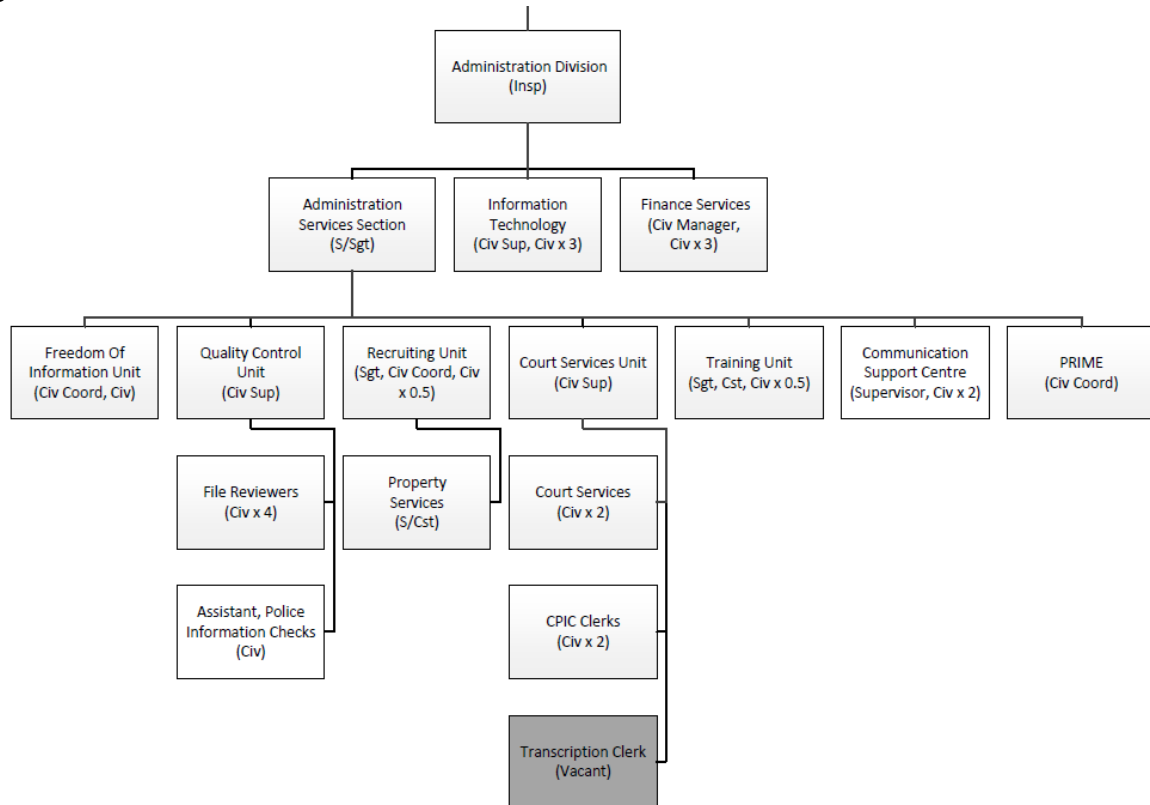 Administration Division
(Insp)
Administration
Services Section
(S/Sgt)
Information
Technology
(Civ Sup, Civ x 3)
Finance Services
(Civ Manager,
Civ x 3)
Freedom Of
Information Unit
(Civ Coord, Civ)
Quality Control
Unit
(Civ Sup)
Recruiting Unit
(Sgt, Civ Coord, Civ
x 0.5)
Court Services Unit
(Civ Sup)
Training Unit
(Sgt, Cst, Civ x 0.5)
Communication
Support Centre
(Supervisor, Civ x 2)
PRIME
(Civ Coord)
File Reviewers
(Civ x 4)
Property
Services
(S/Cst)
Court Services
(Civ x 2)
Assistant, Police
Information Checks
(Civ)
CPIC Clerks
(Civ x 2)
Transcription Clerk
(Vacant)